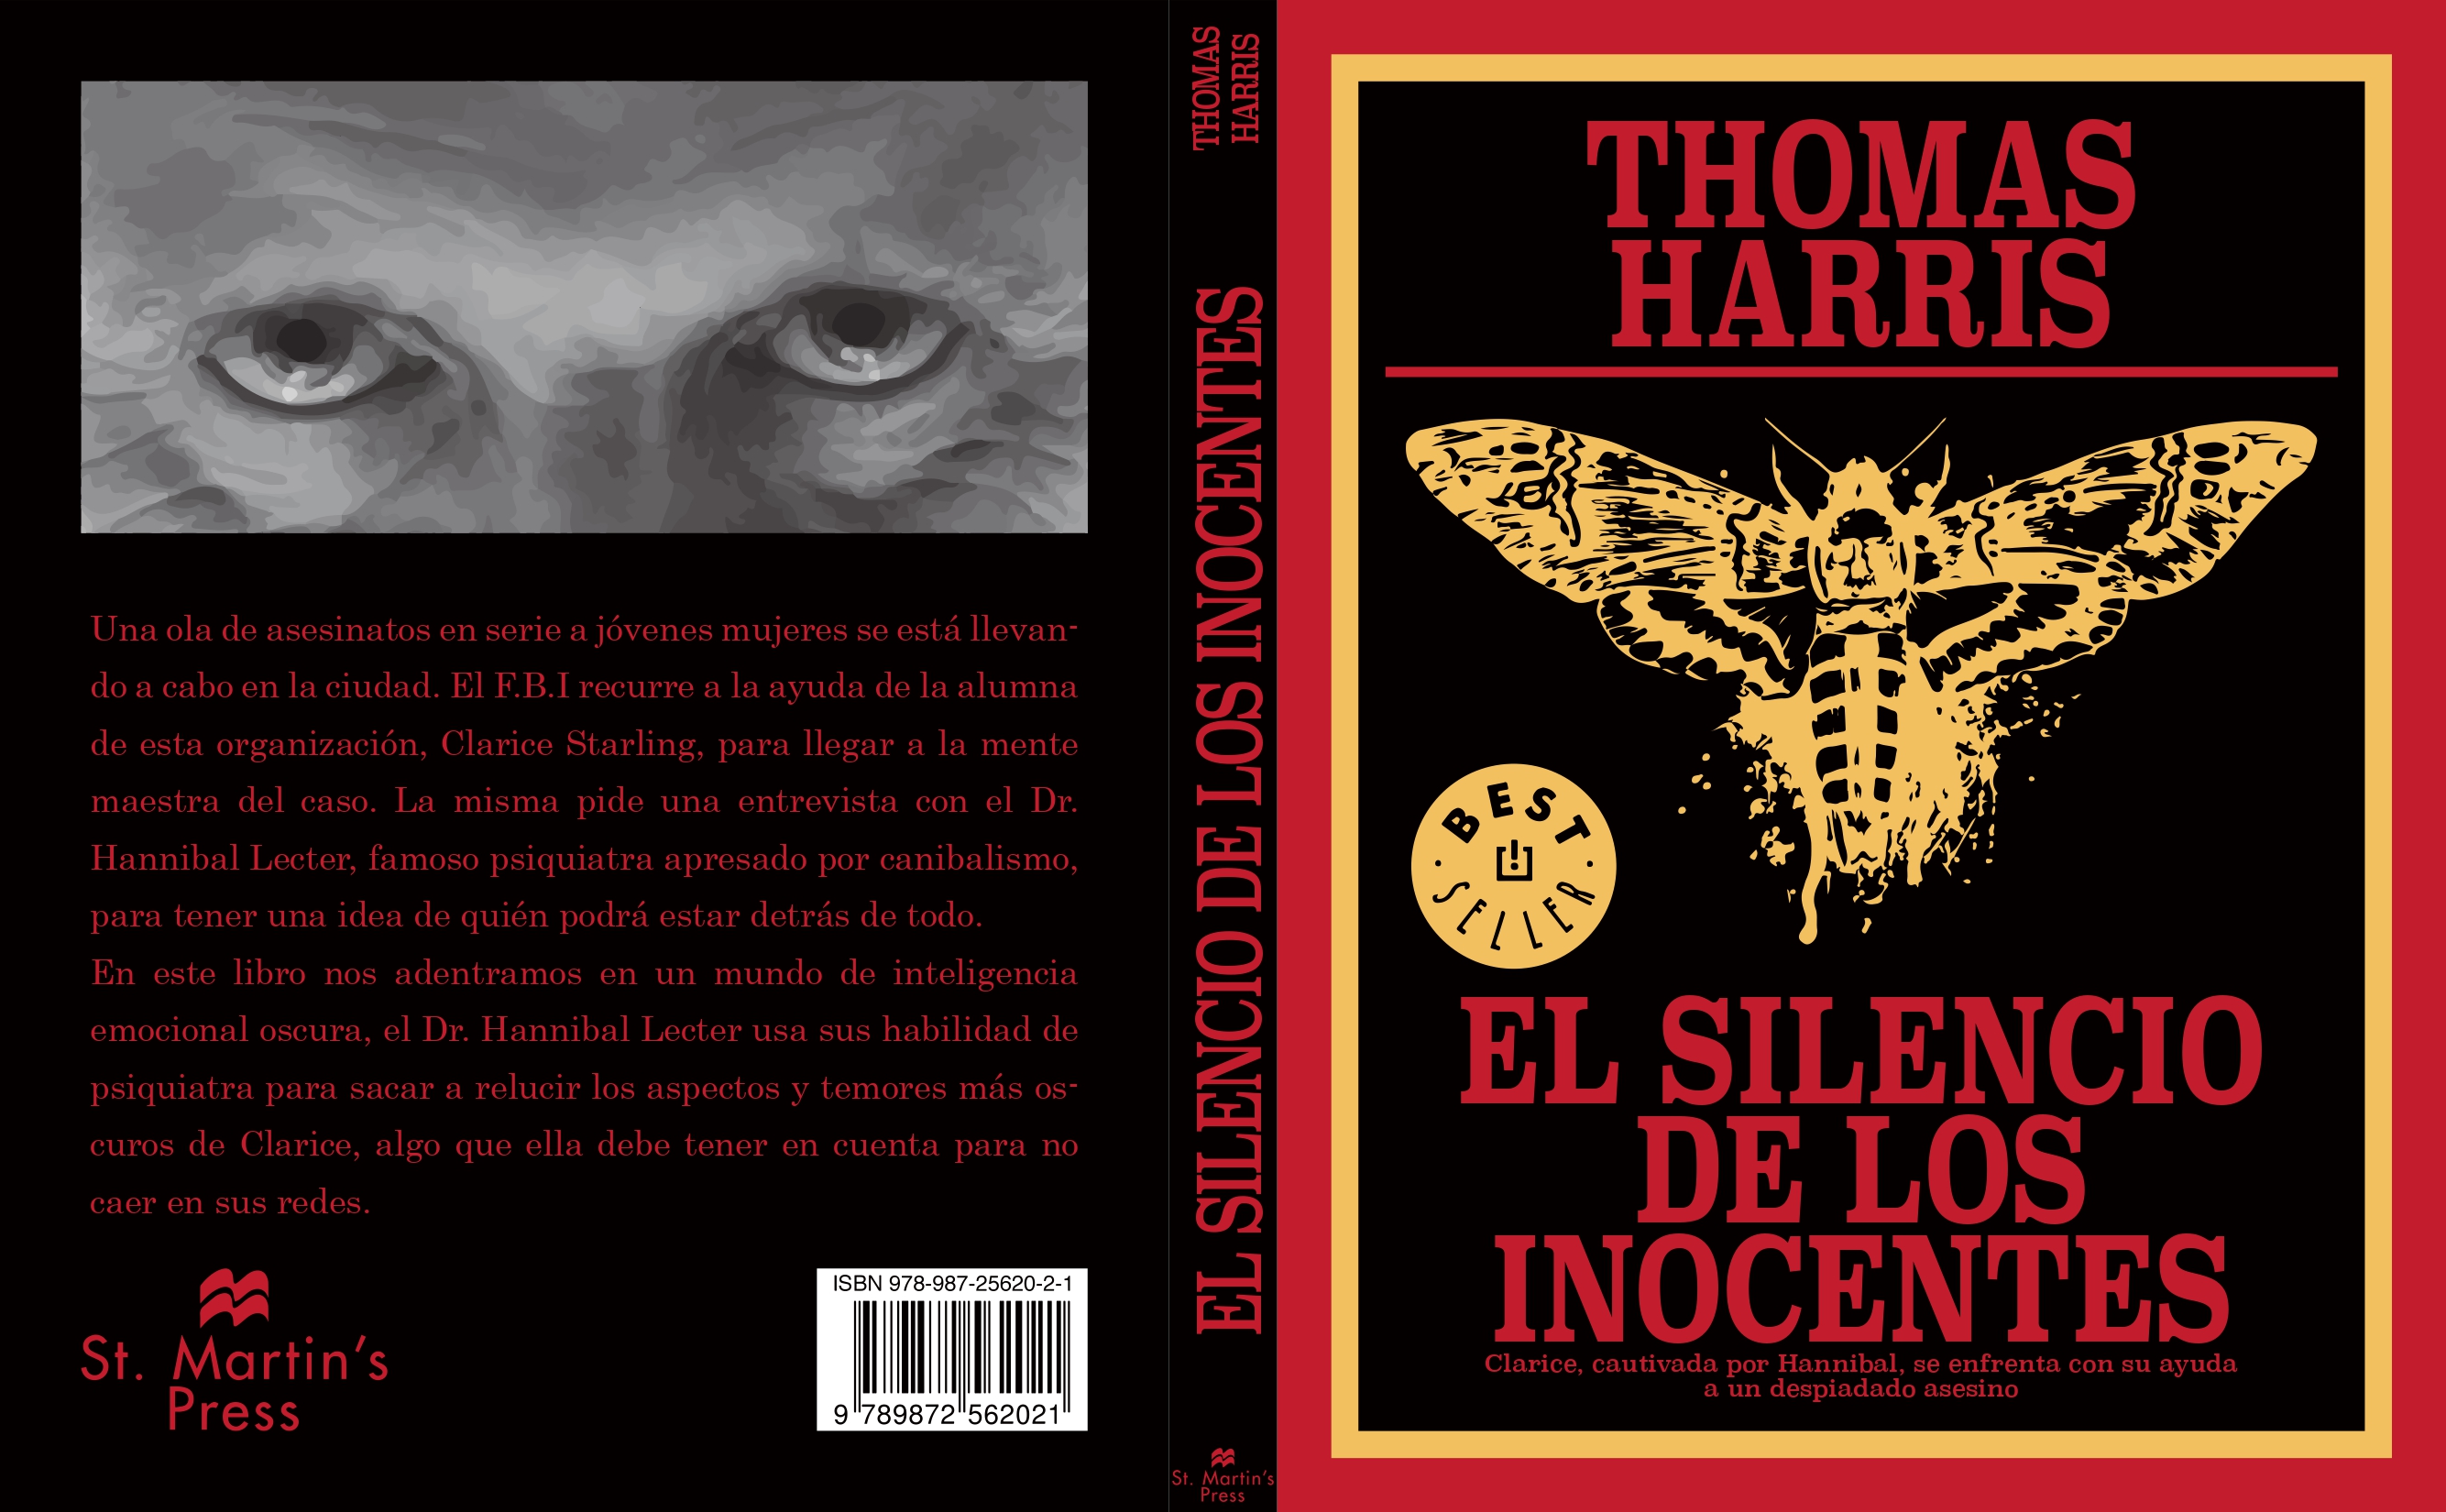 Una ola de asesinatos en serie a jóvenes mujeres se está llevan-
do a cabo en la ciudad. El F.B.I recurre a la ayuda de la alumna
de esta organización, Clarice Starling, para llegar a la mente
maestra del caso. La misma pide una entrevista con el Dr.
Hannibal Lecter, famoso psiquiatra apresado por canibalismo,
para tener una idea de quién podrá estar detrás de todo.
En este libro nos adentramos en un mundo de inteligencia
emocional oscura, el Dr. Hannibal Lecter usa sus habilidad de
psiquiatra para sacar a relucir los aspectos y temores más os-
curos de Clarice, algo que ella debe tener en cuenta para no
caer en sus redes.
St. Martin's
Press
ISBN 978-987-25620-2-1
9 789872 562021
THOMAS
HARRIS
EL SILENCIO DE LOS INOCENTES
St. Martin's
Press
THOMAS
HARRIS
BEST
SELLER
EL SILENCIO
DE LOS
INOCENTES
Clarice, cautivada por Hannibal, se enfrenta con su ayuda
a un despiadado asesino